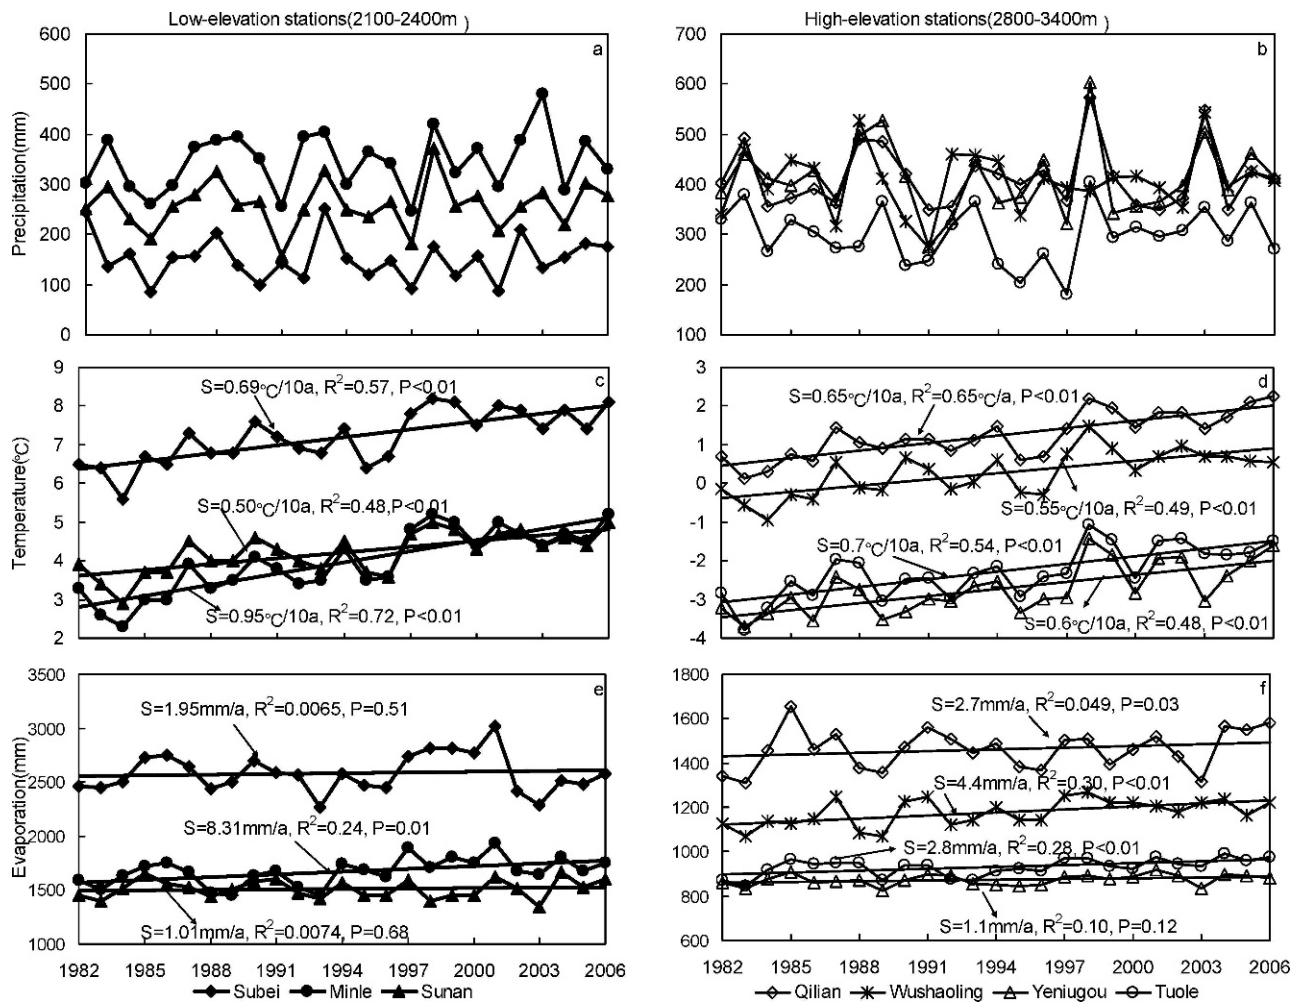 Low-elevation stations(2100-2400m )
High-elevation stations(2800-3400m )
Precipitation(mm)
600
500
400
300
200
100
0
a
700
600
500
400
300
200
100
b
Temperature(℃)
9
8
7
6
5
4
3
2
c
S=0.69℃/10a, R²=0.57, P<0.01
S=0.50℃/10a, R²=0.48,P<0.01
S=0.95℃/10a, R²=0.72, P<0.01
3
2
1
0
-1
-2
-3
-4
d
S=0.65℃/10a, R²=0.65℃/a, P<0.01
S=0.55℃/10a, R²=0.49, P<0.01
S=0.7℃/10a, R²=0.54, P<0.01
S=0.6℃/10a, R²=0.48, P<0.01
Evaporation(mm)
3500
3000
2500
2000
1500
1000
e
S=1.95mm/a, R²=0.0065, P=0.51
S=8.31mm/a, R²=0.24, P=0.01
S=1.01mm/a, R²=0.0074, P=0.68
1982 1985 1988 1991 1994 1997 2000 2003 2006
Subei Minle Sunan
1800
1600
1400
1200
1000
800
600
f
S=2.7mm/a, R²=0.049, P=0.03
S=4.4mm/a, R²=0.30, P<0.01
S=2.8mm/a, R²=0.28, P<0.01
S=1.1mm/a, R²=0.10, P=0.12
1982 1985 1988 1991 1994 1997 2000 2003 2006
Qilian Wushaoling Yeniugou Tuole